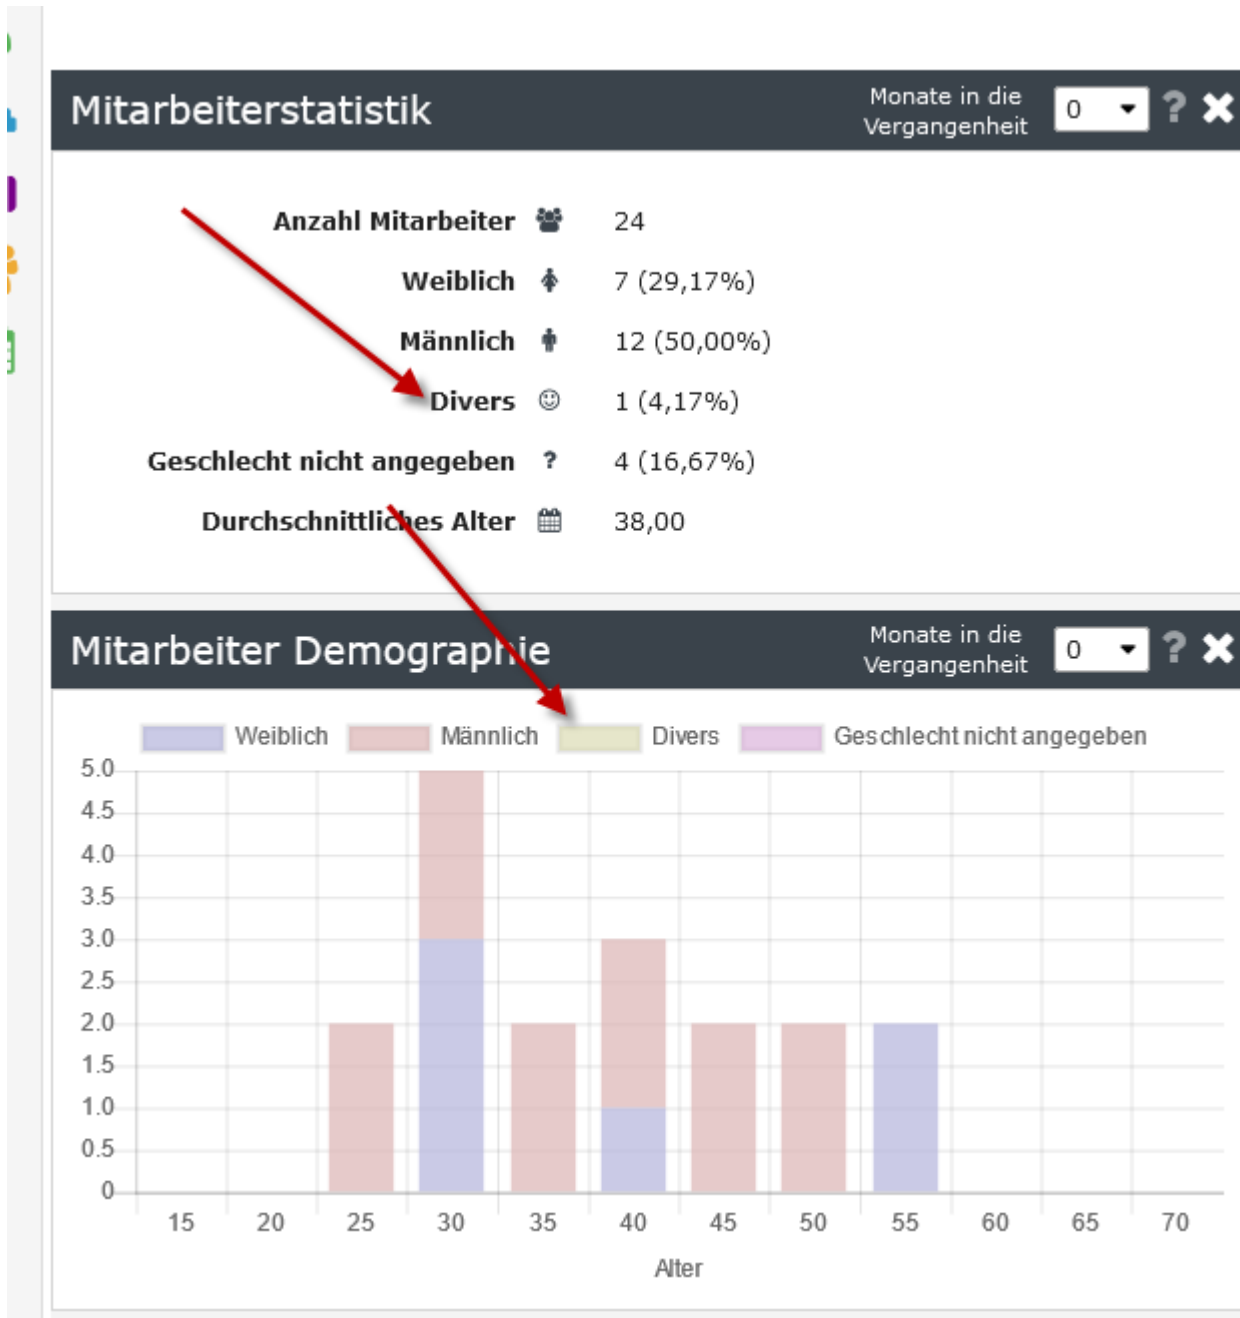 Mitarbeiterstatistik
Monate in die
Vergangenheit
0
?
Anzahl Mitarbeiter 24
Weiblich 7 (29,17%)
Männlich 12 (50,00%)
Divers 1 (4,17%)
Geschlecht nicht angegeben ? 4 (16,67%)
Durchschnittliches Alter 38,00
Mitarbeiter Demographie
Monate in die
Vergangenheit
0
?
Weiblich Männlich Divers Geschlecht nicht angegeben
5.0
4.5
4.0
3.5
3.0
2.5
2.0
1.5
1.0
0.5
0
15 20 25 30 35 40 45 50 55 60 65 70
Alter